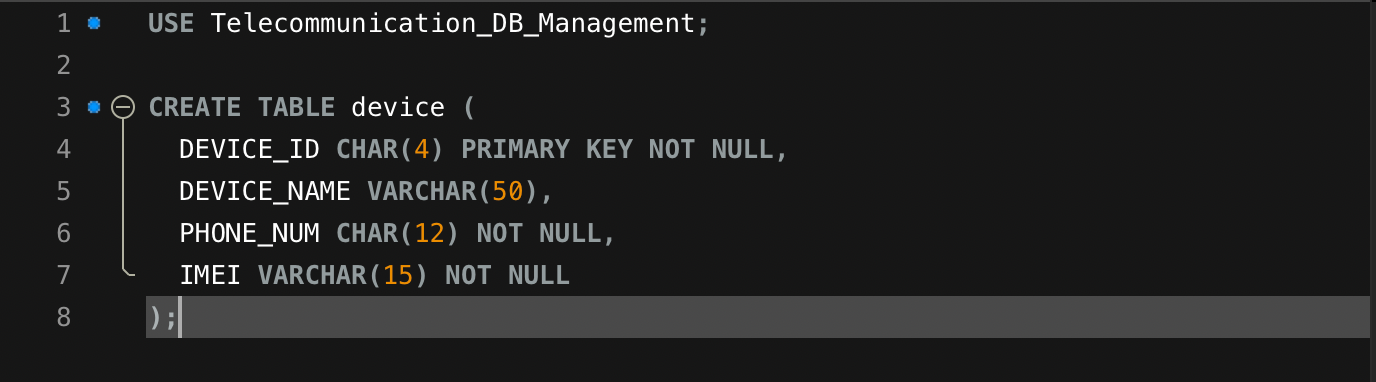 1 USE Telecommunication_DB_Management;
2
3 CREATE TABLE device (
4 DEVICE_ID CHAR(4) PRIMARY KEY NOT NULL,
5 DEVICE_NAME VARCHAR(50),
6 PHONE_NUM CHAR(12) NOT NULL,
7 IMEI VARCHAR(15) NOT NULL
8 );